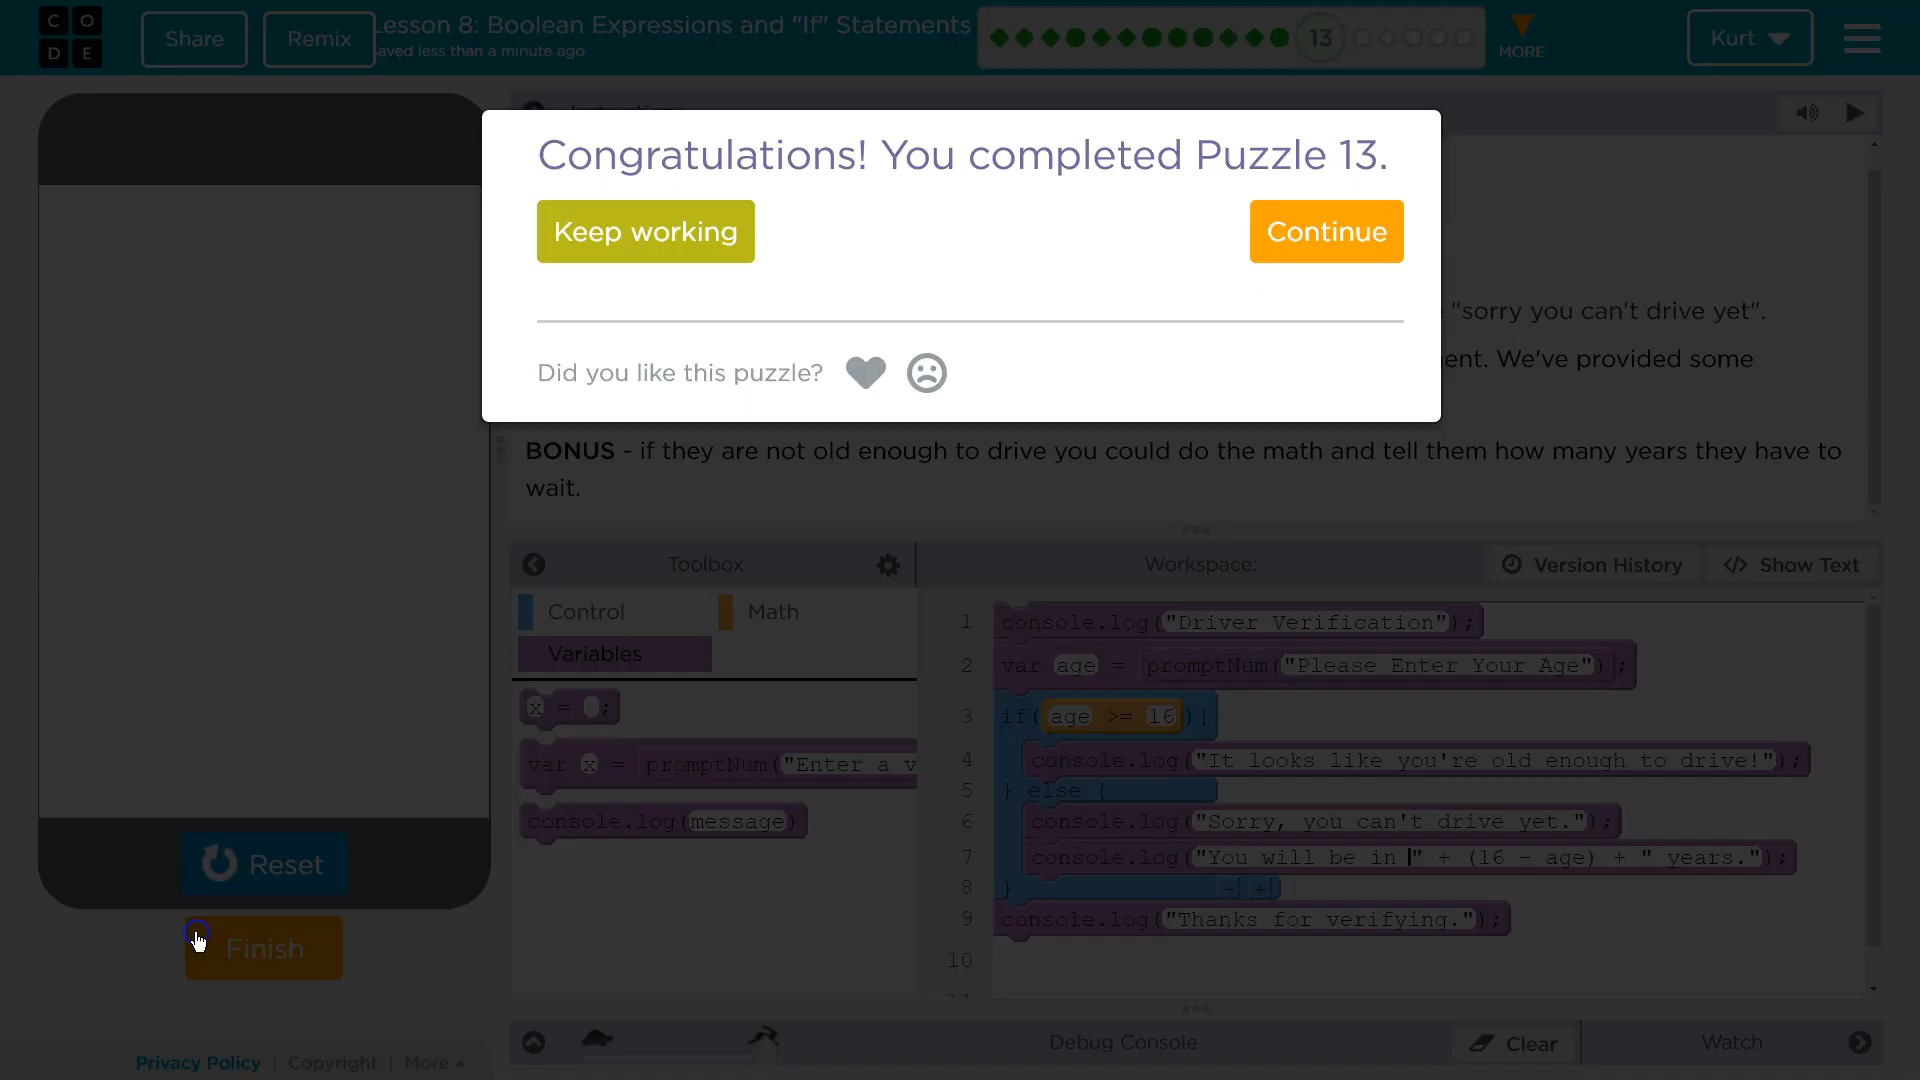 C O
D E
Share
Remix
Lesson 8: Boolean Expressions and "If" Statements
aved less than a minute ago
13
MORE
Kurt
Congratulations! You completed Puzzle 13.
Keep working
Continue
"sorry you can't drive yet".
Did you like this puzzle?
ent. We've provided some
BONUS - if they are not old enough to drive you could do the math and tell them how many years they have to
wait.
Toolbox
Workspace:
Version History
</> Show Text
Control
Math
Variables
x = ;
var x = promptNum("Enter a v
console.log(message)
1 console.log("Driver Verification");
2 var age = promptNum("Please Enter Your Age");
3 if( age >= 16 ){
4 console.log("It looks like you're old enough to drive!");
5 } else {
6 console.log("Sorry, you can't drive yet.");
7 console.log("You will be in " + (16 - age) + " years.");
8 } - +
9 console.log("Thanks for verifying.");
10
Reset
Finish
Debug Console
Clear
Watch
Privacy Policy | Copyright | More